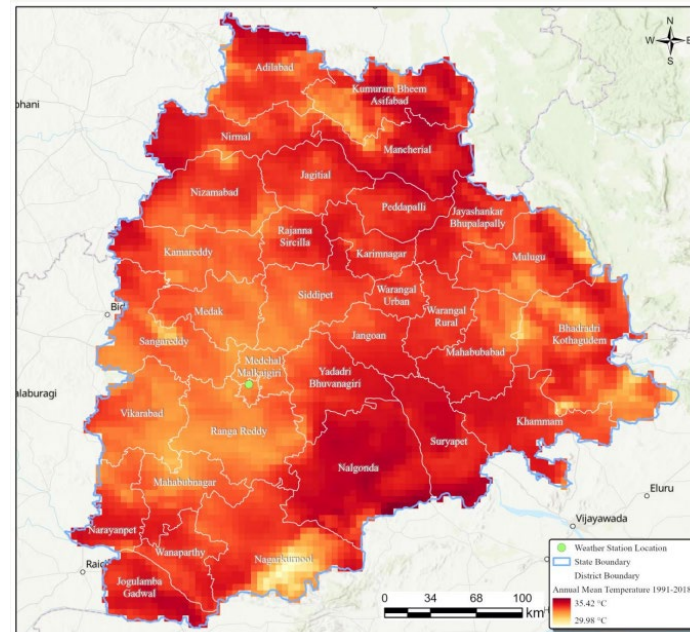 N
W
E
S
Adilabad
Kumuram Bheem
Asifabad
Nirmal
Mancherial
Nizamabad
Jagitial
Peddapalli
Jayashankar
Bhupalapally
Rajanna
Sircilla
Kamareddy
Karimnagar
Mulugu
Medak
Siddipet
Warangal
Urban
Warangal
Rural
Bhadradri
Kothagudem
Sangareddy
Jangoan
Mahabubabad
Medchal
Malkajgiri
Yadadri
Bhuvanagiri
Vikarabad
Ranga Reddy
Khammam
Suryapet
Nalgonda
Mahabubnagar
Narayanpet
Wanaparthy
Nagarkurnool
Jogulamba
Gadwal
Eluru
Vijayawada
Weather Station Location
State Boundary
District Boundary
Annual Mean Temperature 1991-2018
35.42 °C
29.98 °C
0 34 68 100
km